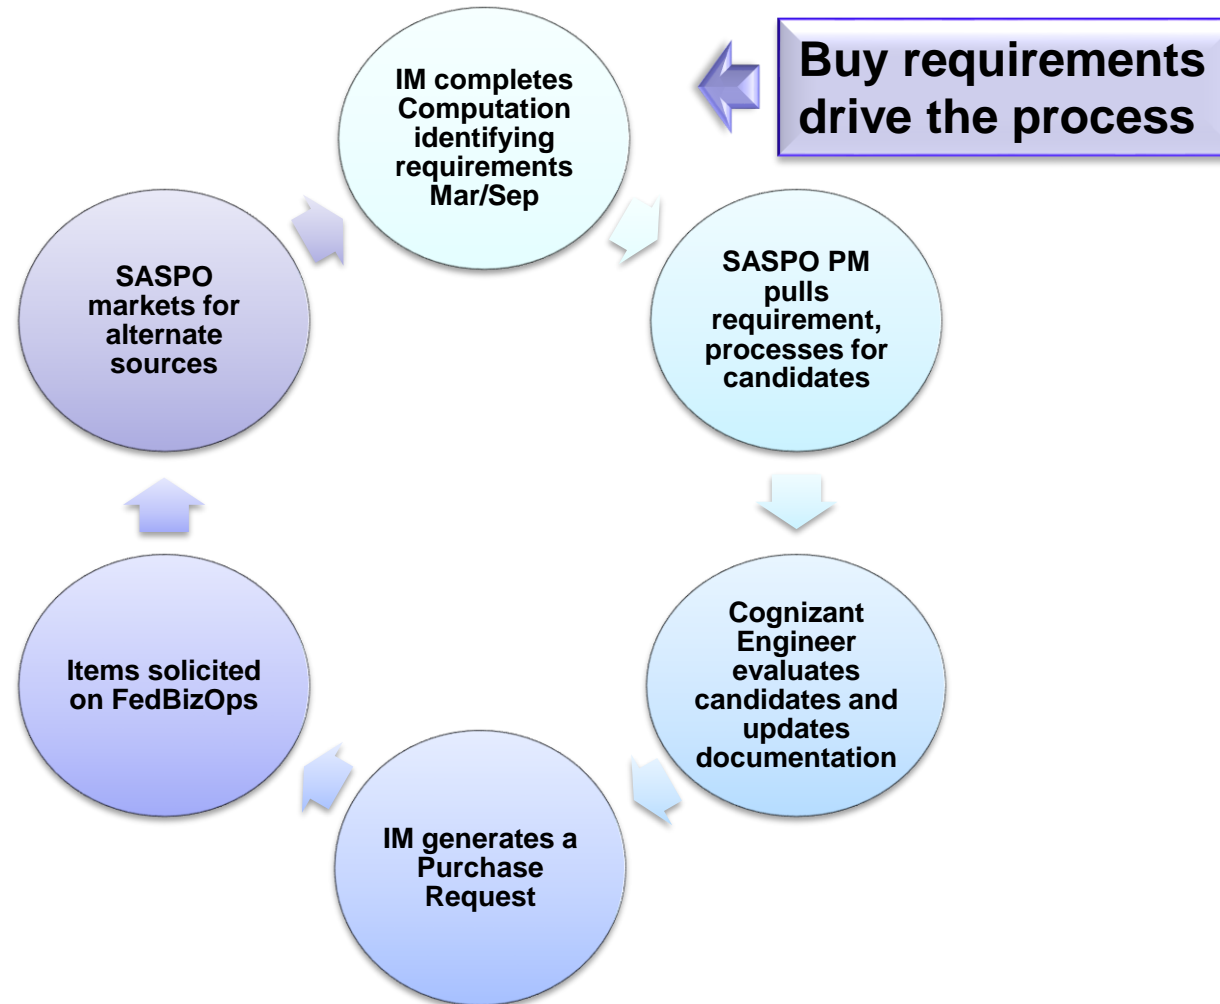 Buy requirements
drive the process
IM completes
Computation
identifying
requirements
Mar/Sep
SASPO PM
pulls
requirement,
processes for
candidates
Cognizant
Engineer
evaluates
candidates and
updates
documentation
IM generates a
Purchase
Request
Items solicited
on FedBizOps
SASPO
markets for
alternate
sources